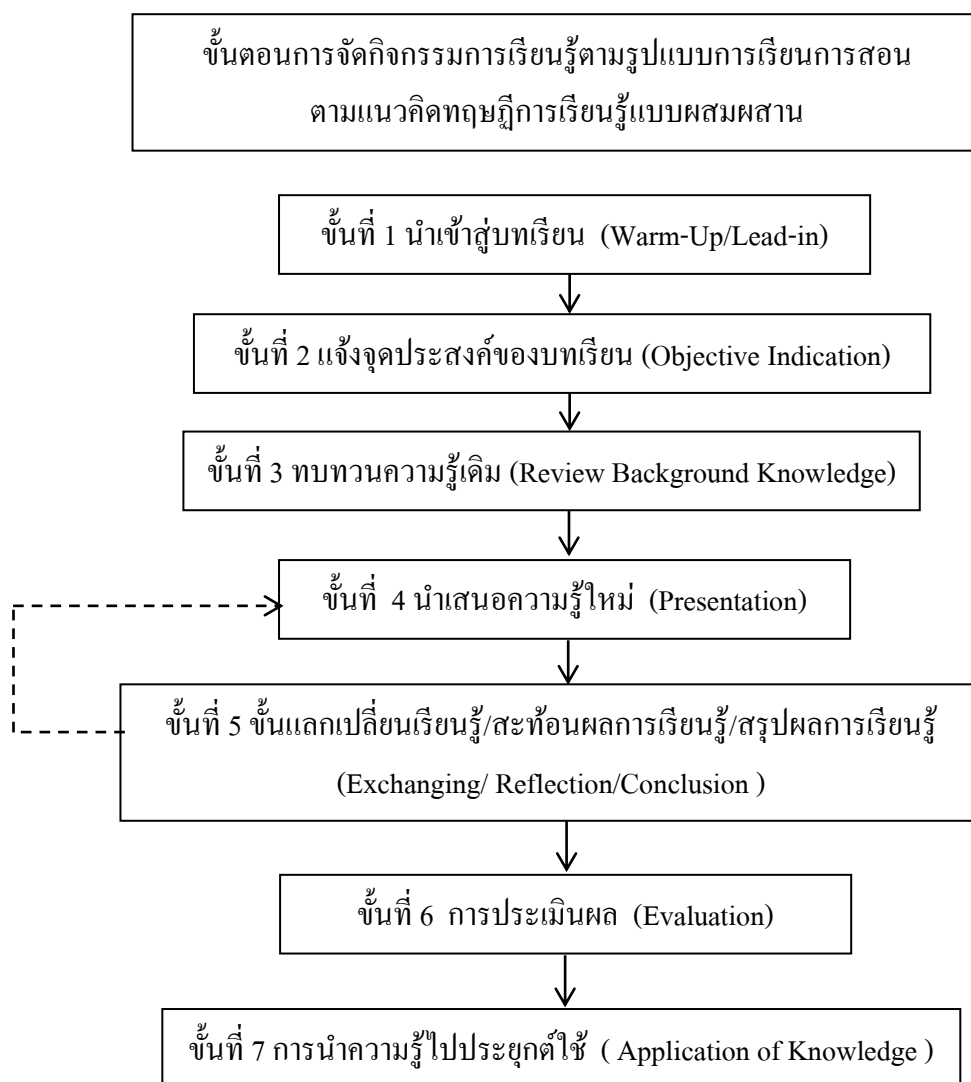 ขั้นตอนการจัดกิจกรรมการเรียนรู้ตามรูปแบบการเรียนการสอน
ตามแนวคิดทฤษฎีการเรียนรู้แบบผสมผสาน
ขั้นที่ 1 นำเข้าสู่บทเรียน (Warm-Up/Lead-in)
ขั้นที่ 2 แจ้งจุดประสงค์ของบทเรียน (Objective Indication)
ขั้นที่ 3 ทบทวนความรู้เดิม (Review Background Knowledge)
ขั้นที่ 4 นำเสนอความรู้ใหม่ (Presentation)
ขั้นที่ 5 ขั้นแลกเปลี่ยนเรียนรู้/สะท้อนผลการเรียนรู้/สรุปผลการเรียนรู้
(Exchanging/ Reflection/Conclusion )
ขั้นที่ 6 การประเมินผล (Evaluation)
ขั้นที่ 7 การนำความรู้ไปประยุกต์ใช้ ( Application of Knowledge )